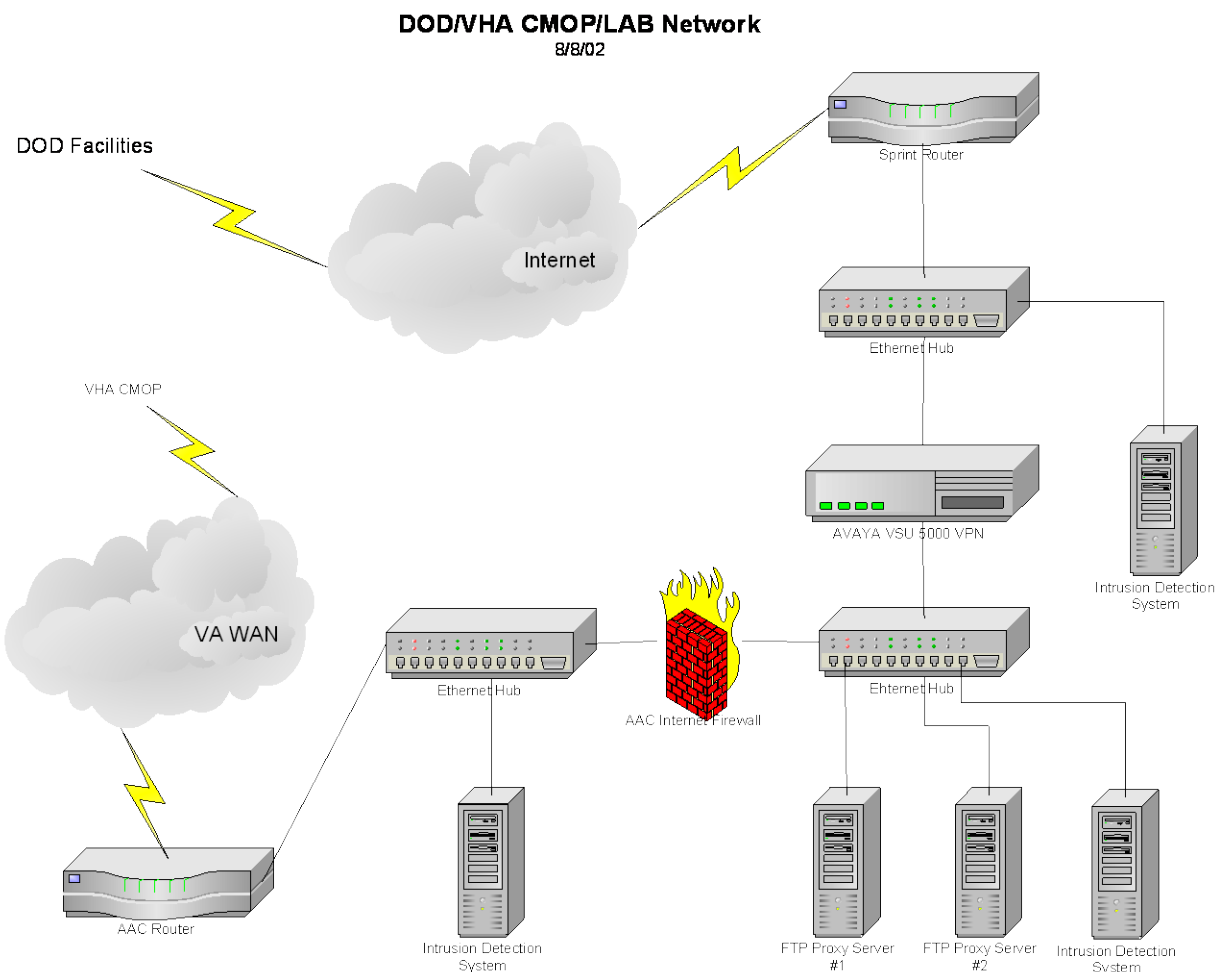 DOD/VHA CMOP/LAB Network
8/8/02
DOD Facilities
Sprint Router
Internet
Ethernet Hub
VHA CMOP
AVAYA VSU 5000 VPN
Intrusion Detection
System
VA WAN
Ethernet Hub
AAC Internet Firewall
Ehternet Hub
AAC Router
Intrusion Detection
System
FTP Proxy Server
#1
FTP Proxy Server
#2
Intrusion Detection
System